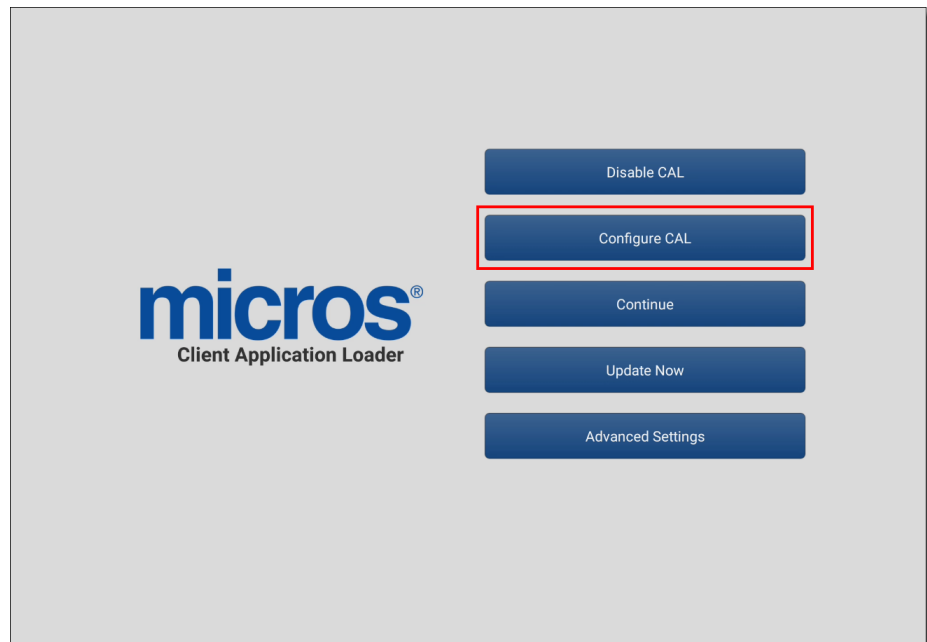 micros®
Client Application Loader
Disable CAL
Configure CAL
Continue
Update Now
Advanced Settings